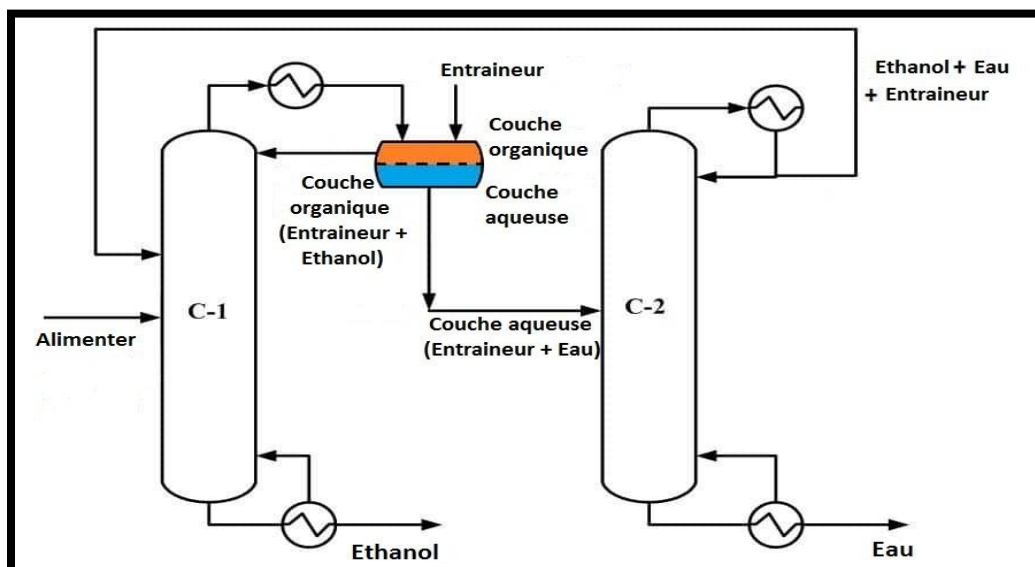 Entraineur
Ethanol + Eau
+ Entraineur
Couche
organique
Couche
organique
(Entraineur +
Ethanol)
Couche
aqueuse
C-1
C-2
Alimenter
Couche aqueuse
(Entraineur + Eau)
Ethanol
Eau